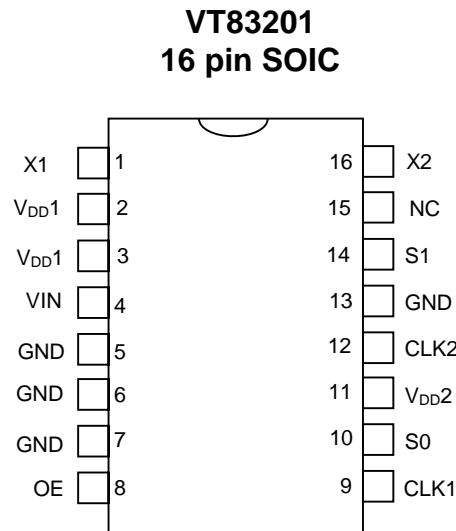 VT83201
16 pin SOIC
X1 1 16 X2
VDD1 2 15 NC
VDD1 3 14 S1
VIN 4 13 GND
GND 5 12 CLK2
GND 6 11 VDD2
GND 7 10 S0
OE 8 9 CLK1